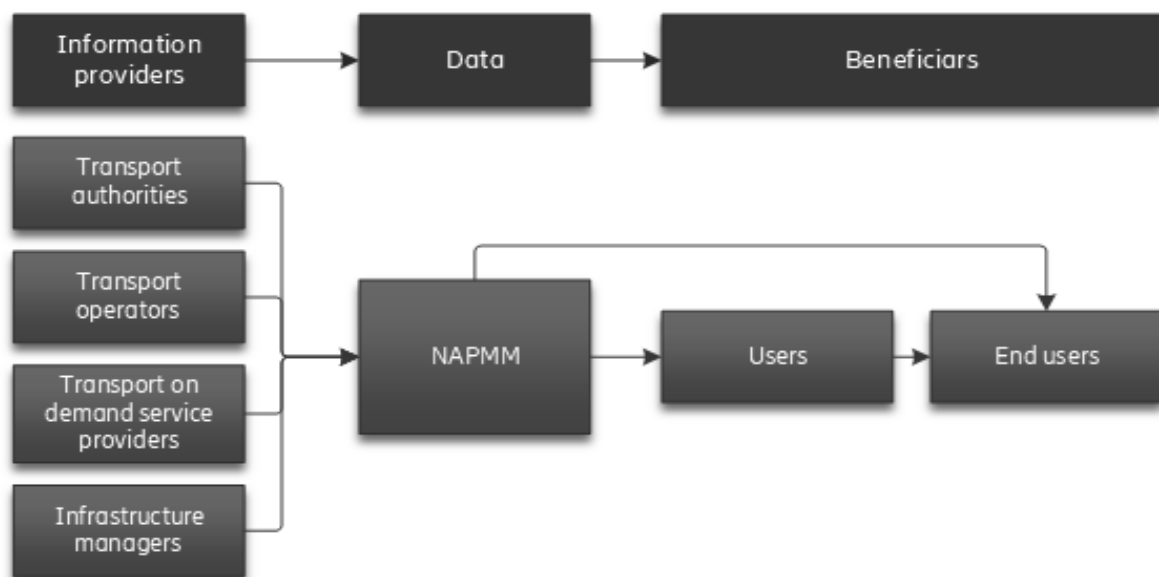 Information
providers
Data
Beneficiars
Transport
authorities
Transport
operators
Transport on
demand service
providers
Infrastructure
managers
NAPMM
Users
End users